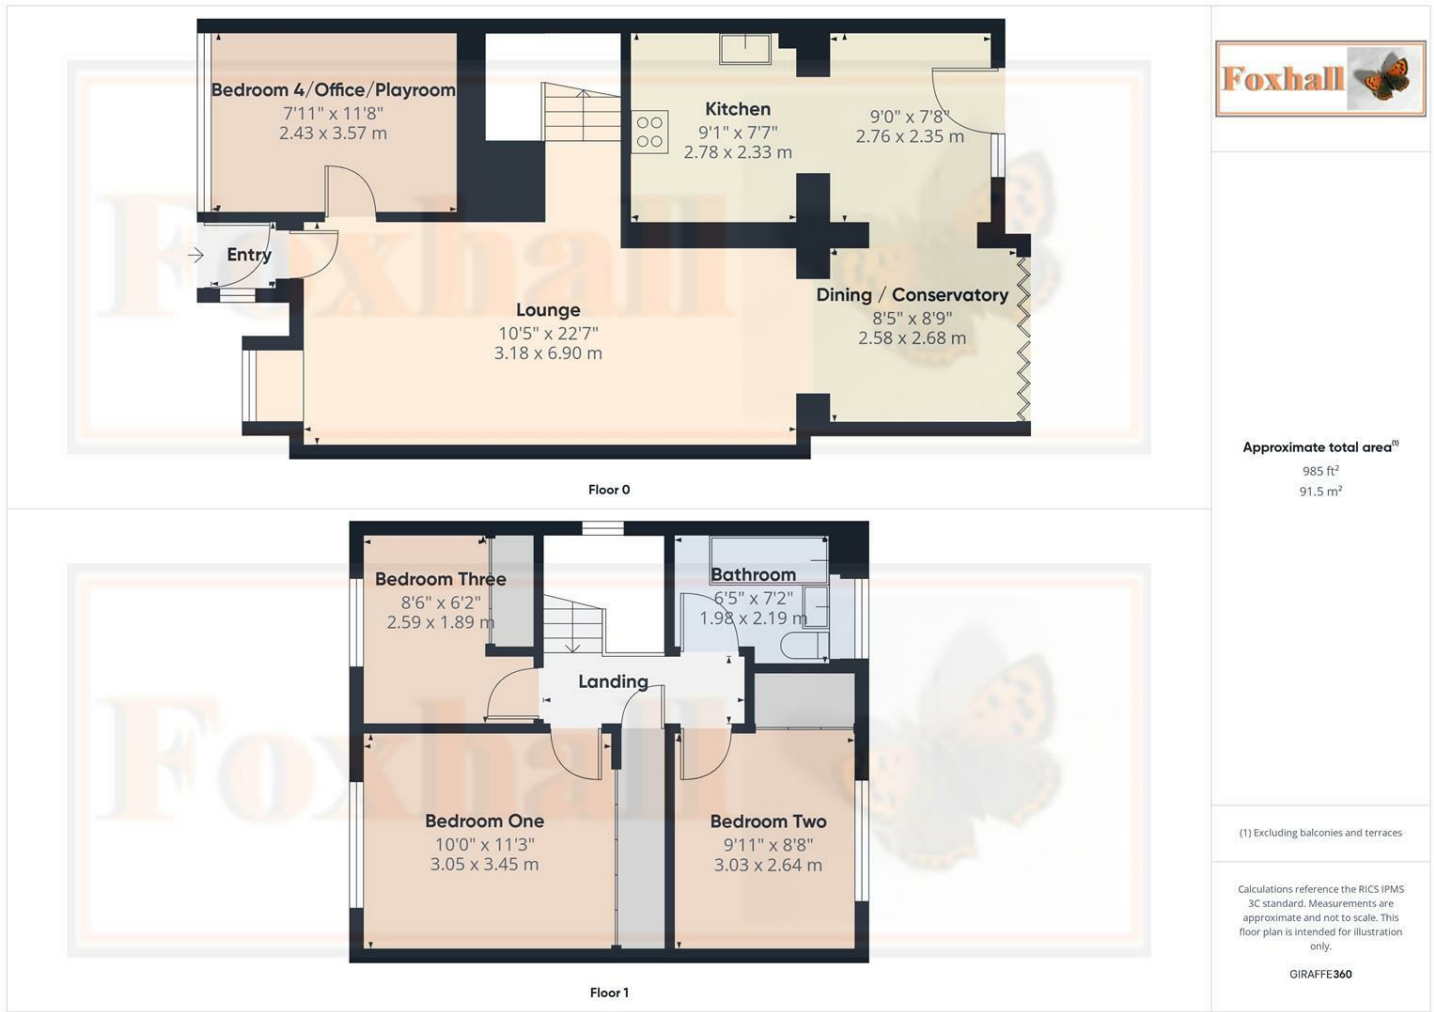 Bedroom 4/Office/Playroom
7'11" x 11'8"
2.43 x 3.57 m
Kitchen
9'1" x 7'7"
2.78 x 2.33 m
9'0" x 7'8"
2.76 x 2.35 m
Entry
Lounge
10'5" x 22'7"
3.18 x 6.90 m
Dining / Conservatory
8'5" x 8'9"
2.58 x 2.68 m
Foxhall
Floor 0
Bedroom Three
8'6" x 6'2"
2.59 x 1.89 m
Bathroom
6'5" x 7'2"
1.98 x 2.19 m
Landing
Bedroom One
10'0" x 11'3"
3.05 x 3.45 m
Bedroom Two
9'11" x 8'8"
3.03 x 2.64 m
Foxhall
Floor 1
Foxhall
Approximate total area(1)
985 ft²
91.5 m²
(1) Excluding balconies and terraces
Calculations reference the RICS IPMS
3C standard. Measurements are
approximate and not to scale. This
floor plan is intended for illustration
only.
GIRAFFE360